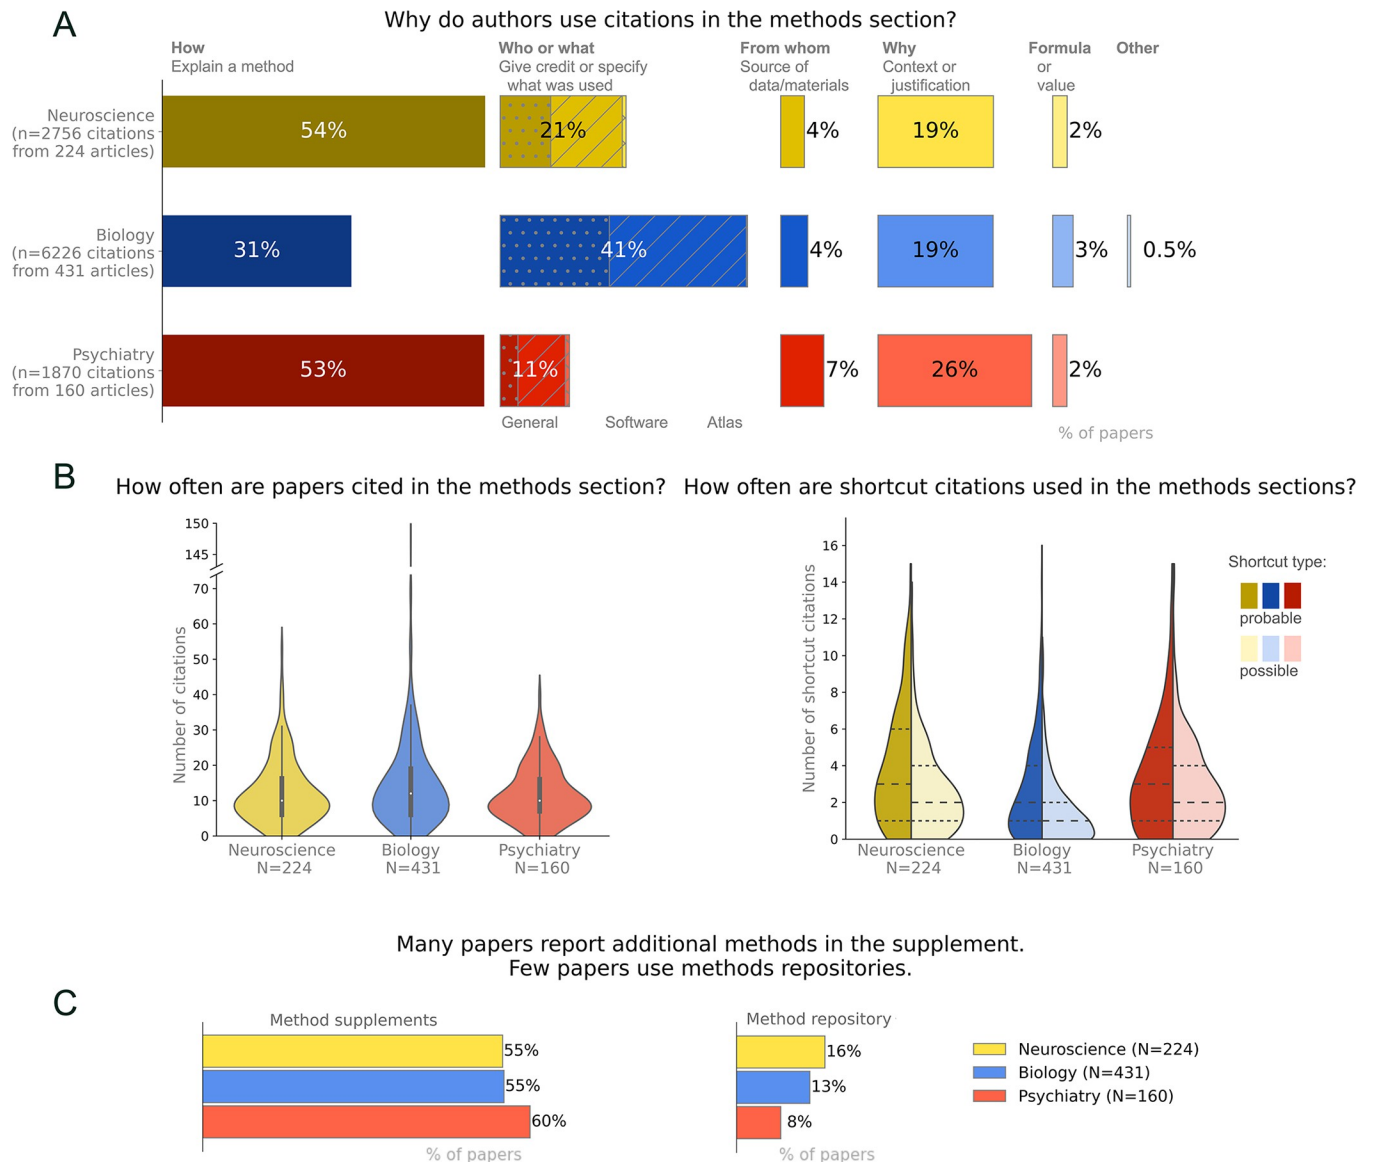 A
Why do authors use citations in the methods section?
How
Explain a method
Who or what
Give credit or specify
what was used
From whom
Source of
data/materials
Why
Context or
justification
Formula
or
value
Other
Neuroscience
(n=2756 citations
from 224 articles)
54%
21%
4%
19%
2%
Biology
(n=6226 citations
from 431 articles)
31%
41%
4%
19%
3%
0.5%
Psychiatry
(n=1870 citations
from 160 articles)
53%
11%
7%
26%
2%
General
Software
Atlas
% of papers
B
How often are papers cited in the methods section?
Number of citations
150
145
70
60
50
40
30
20
10
0
Neuroscience
N=224
Biology
N=431
Psychiatry
N=160
How often are shortcut citations used in the methods sections?
Number of shortcut citations
16
14
12
10
8
6
4
2
0
Neuroscience
N=224
Biology
N=431
Psychiatry
N=160
Shortcut type:
probable
possible
Many papers report additional methods in the supplement.
Few papers use methods repositories.
C
Method supplements
55%
55%
60%
% of papers
Method repository
16%
13%
8%
% of papers
Neuroscience (N=224)
Biology (N=431)
Psychiatry (N=160)